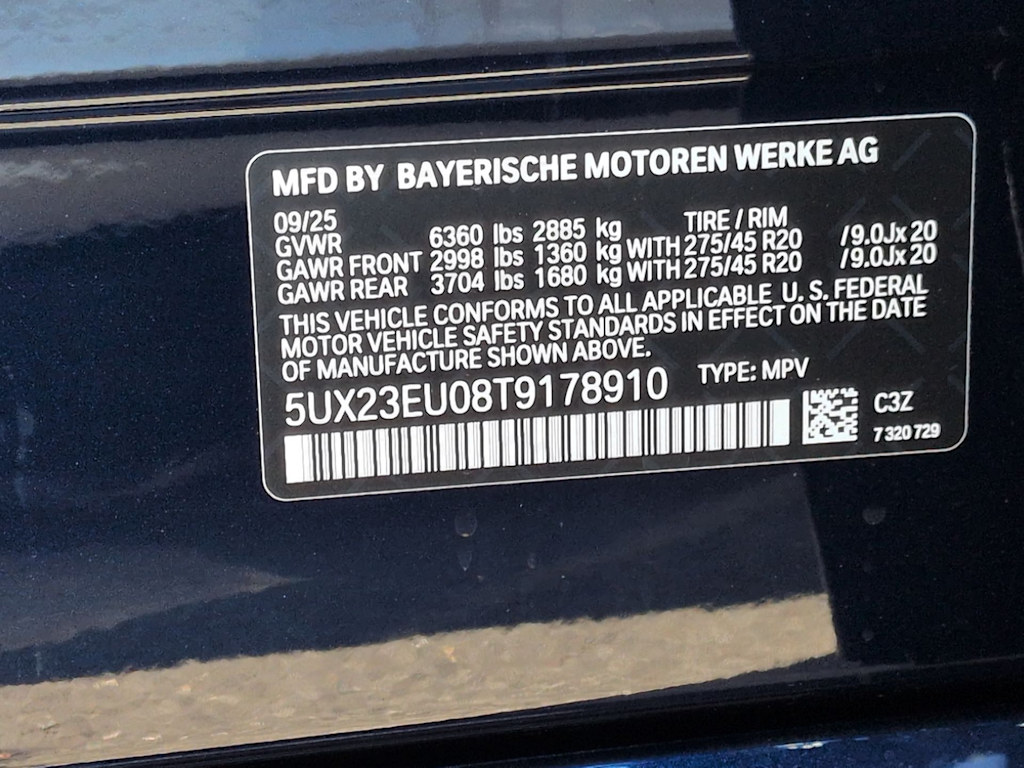 MFD BY BAYERISCHE MOTOREN WERKE AG
09/25 TIRE / RIM
GVWR 6360 lbs 2885 kg
GAWR FRONT 2998 lbs 1360 kg WITH 275/45 R20 /9.0Jx20
GAWR REAR 3704 lbs 1680 kg WITH 275/45 R20 /9.0Jx20
THIS VEHICLE CONFORMS TO ALL APPLICABLE U. S. FEDERAL
MOTOR VEHICLE SAFETY STANDARDS IN EFFECT ON THE DATE
OF MANUFACTURE SHOWN ABOVE.
5UX23EU08T9178910 TYPE: MPV
C3Z
7 320 729